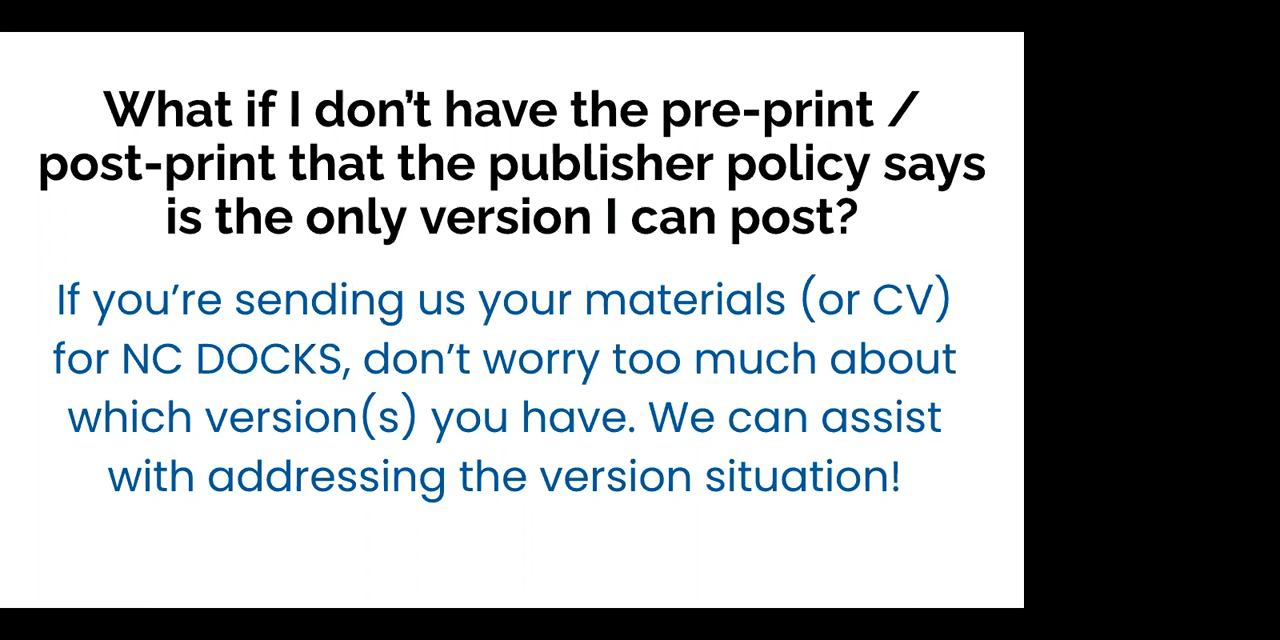 What if I don’t have the pre-print /
post-print that the publisher policy says
is the only version I can post?
If you’re sending us your materials (or CV)
for NC DOCKS, don’t worry too much about
which version(s) you have. We can assist
with addressing the version situation!